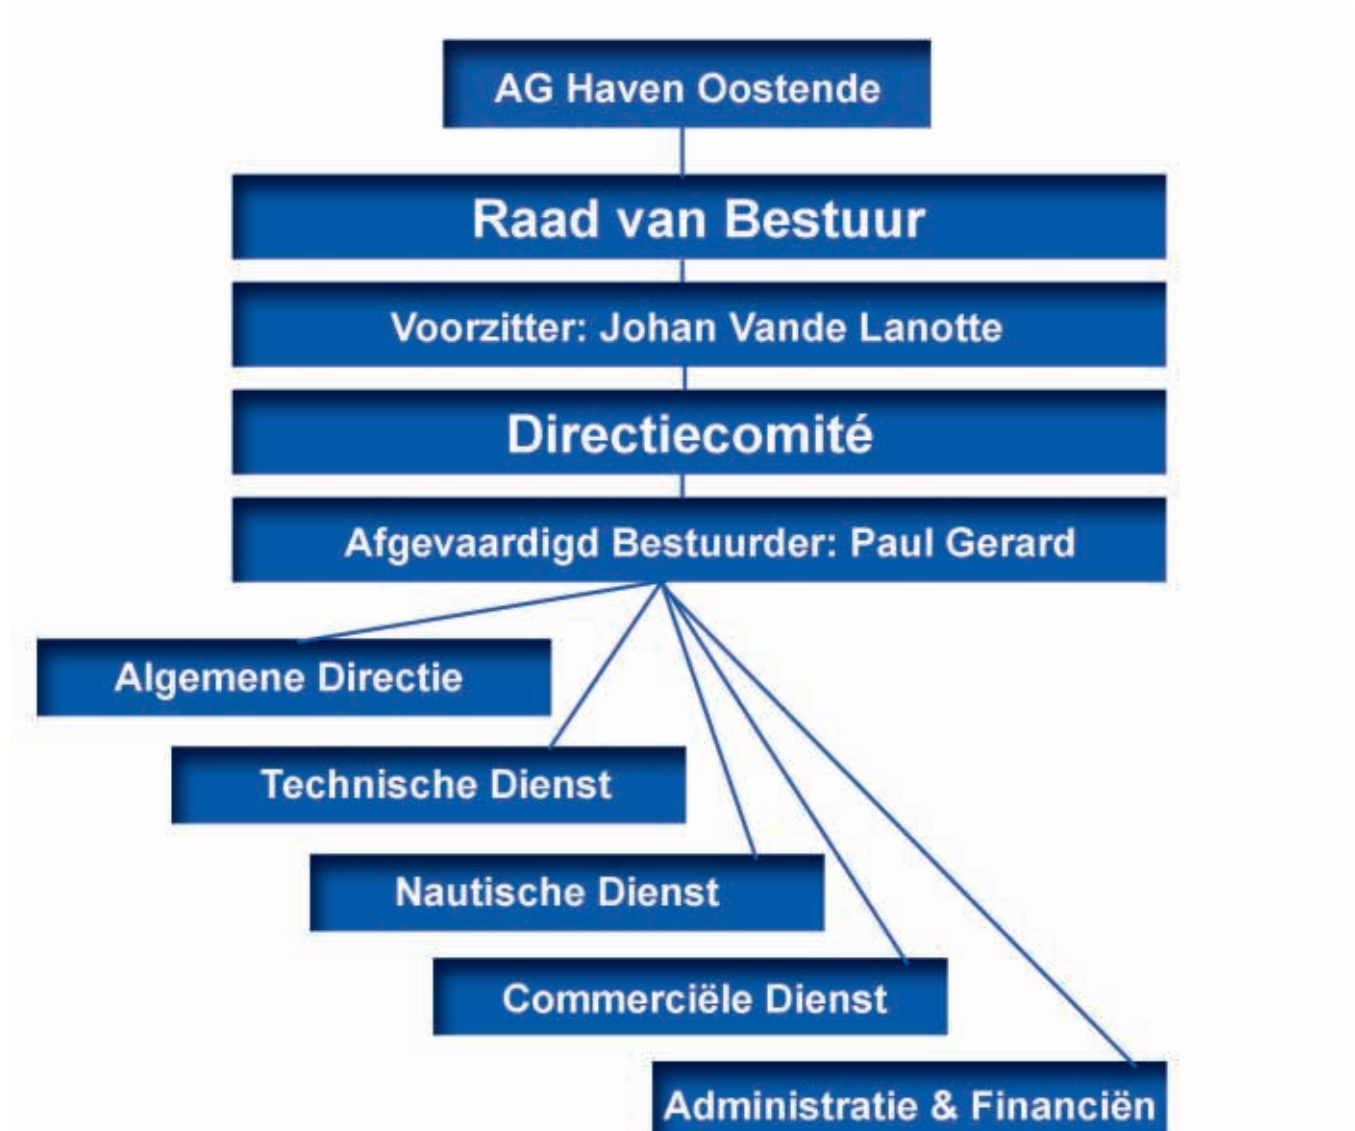 AG Haven Oostende
Raad van Bestuur
Voorzitter: Johan Vande Lanotte
Directiecomité
Afgevaardigd Bestuurder: Paul Gerard
Algemene Directie
Technische Dienst
Nautische Dienst
Commerciële Dienst
Administratie & Financiën